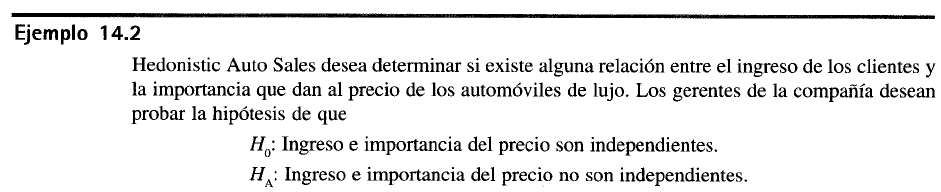 Ejemplo 14.2
Hedonistic Auto Sales desea determinar si existe alguna relación entre el ingreso de los clientes y
la importancia que dan al precio de los automóviles de lujo. Los gerentes de la compañía desean
probar la hipótesis de que
H₀: Ingreso e importancia del precio son independientes.
Hₐ: Ingreso e importancia del precio no son independientes.